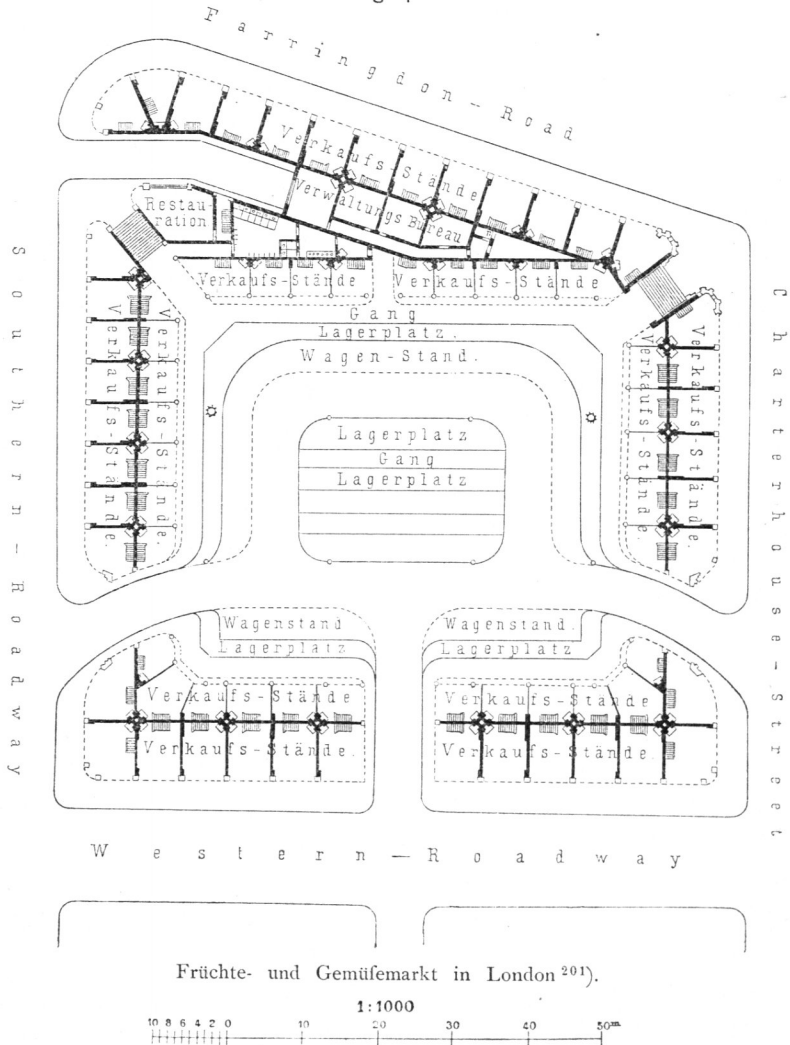 Farringdon-Road
Verkaufs-Stände
Restau-
ration.
Verwaltungs Bureau
Verkaufs-Stände
Verkaufs-Stände
Gang
Lagerplatz.
Wagen-Stand.
Southern-Roadway
Verkaufs-Stände.
Verkaufs-Stände.
Lagerplatz
Gang
Lagerplatz
Verkaufs-Stände
Verkaufs-Stände.
Charterhouse-Street
Wagenstand
Lagerplatz
Wagenstand.
Lagerplatz
Verkaufs-Stände
Verkaufs-Stände.
Verkaufs-Stände
Verkaufs-Stände.
Western-Roadway
Früchte- und Gemüſemarkt in London ²⁰¹).
1:1000
10 8 6 4 2 0 10 20 30 40 50m